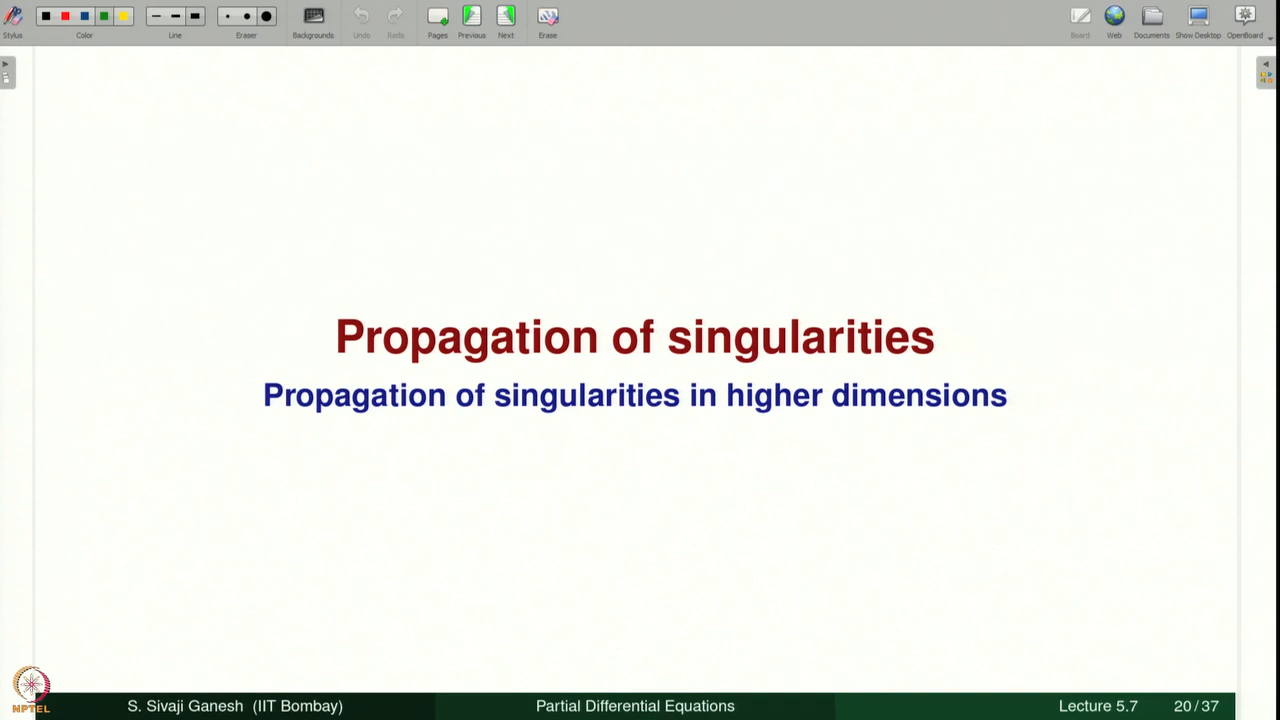 Stylus
Color
Line
Eraser
Backgrounds
Undo
Redo
Pages
Previous
Next
Erase
Board
Web
Documents
Show Desktop
OpenBoard
Propagation of singularities
Propagation of singularities in higher dimensions
NPTEL
S. Sivaji Ganesh (IIT Bombay)
Partial Differential Equations
Lecture 5.7
20/37